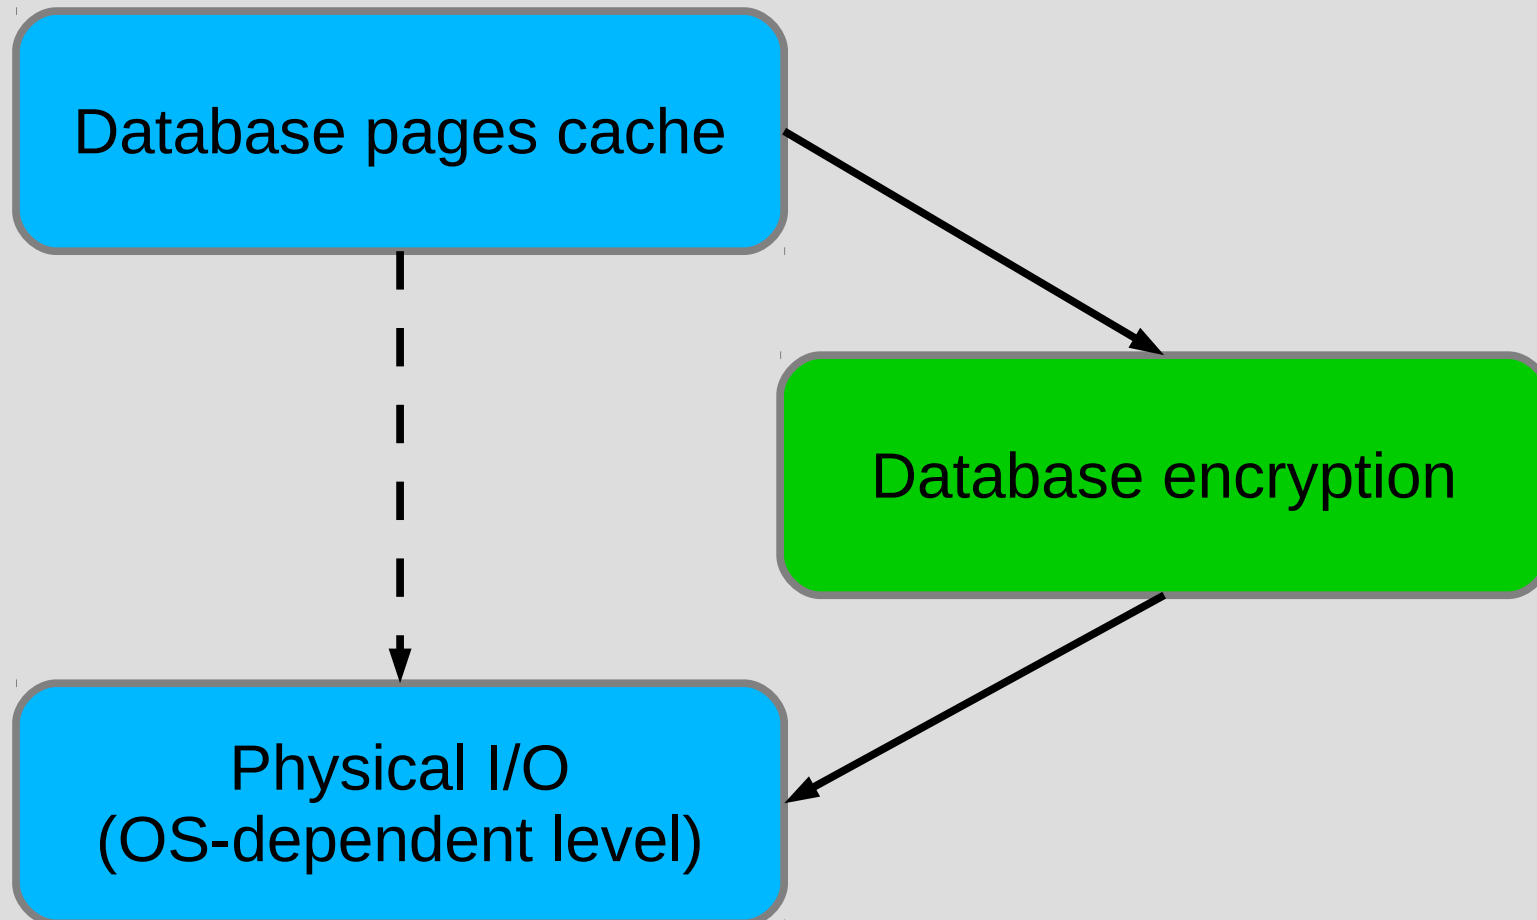 Database pages cache
Database encryption
Physical I/O
(OS-dependent level)